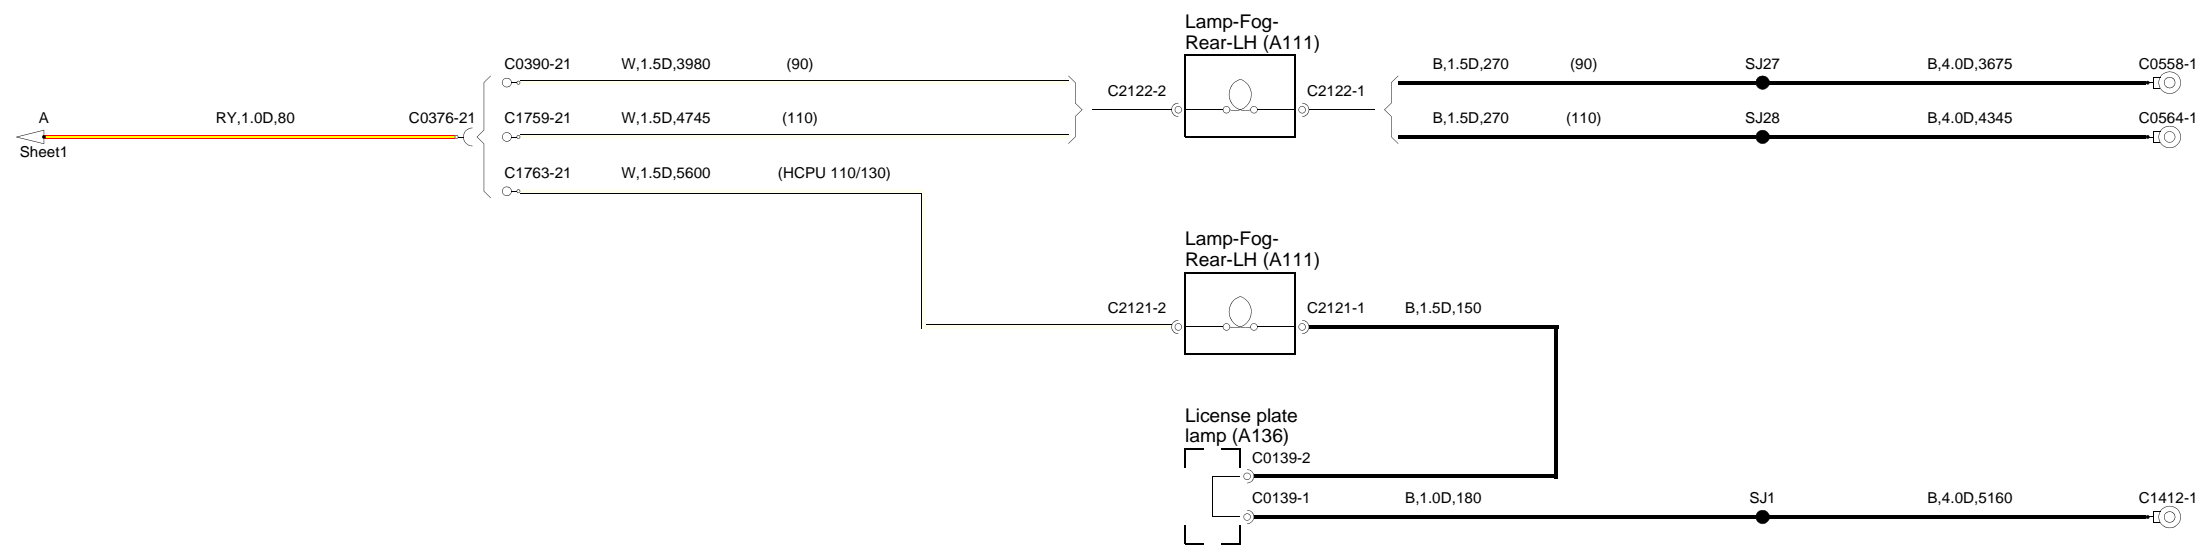 Lamp-Fog-
Rear-LH (A111)
C0390-21 W,1.5D,3980 (90)
C2122-2 C2122-1
B,1.5D,270 (90) SJ27 B,4.0D,3675 C0558-1
A RY,1.0D,80 C0376-21
Sheet1
C1759-21 W,1.5D,4745 (110)
B,1.5D,270 (110) SJ28 B,4.0D,4345 C0564-1
C1763-21 W,1.5D,5600 (HCPU 110/130)
Lamp-Fog-
Rear-LH (A111)
C2121-2 C2121-1 B,1.5D,150
License plate
lamp (A136)
C0139-2
C0139-1 B,1.0D,180 SJ1 B,4.0D,5160 C1412-1